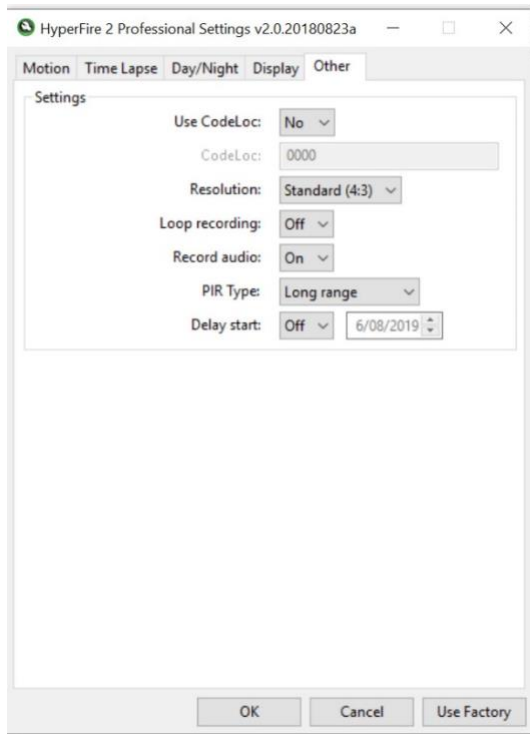 HyperFire 2 Professional Settings v2.0.20180823a
Motion Time Lapse Day/Night Display Other
Settings
Use CodeLoc: No
CodeLoc: 0000
Resolution: Standard (4:3)
Loop recording: Off
Record audio: On
PIR Type: Long range
Delay start: Off 6/08/2019
OK Cancel Use Factory